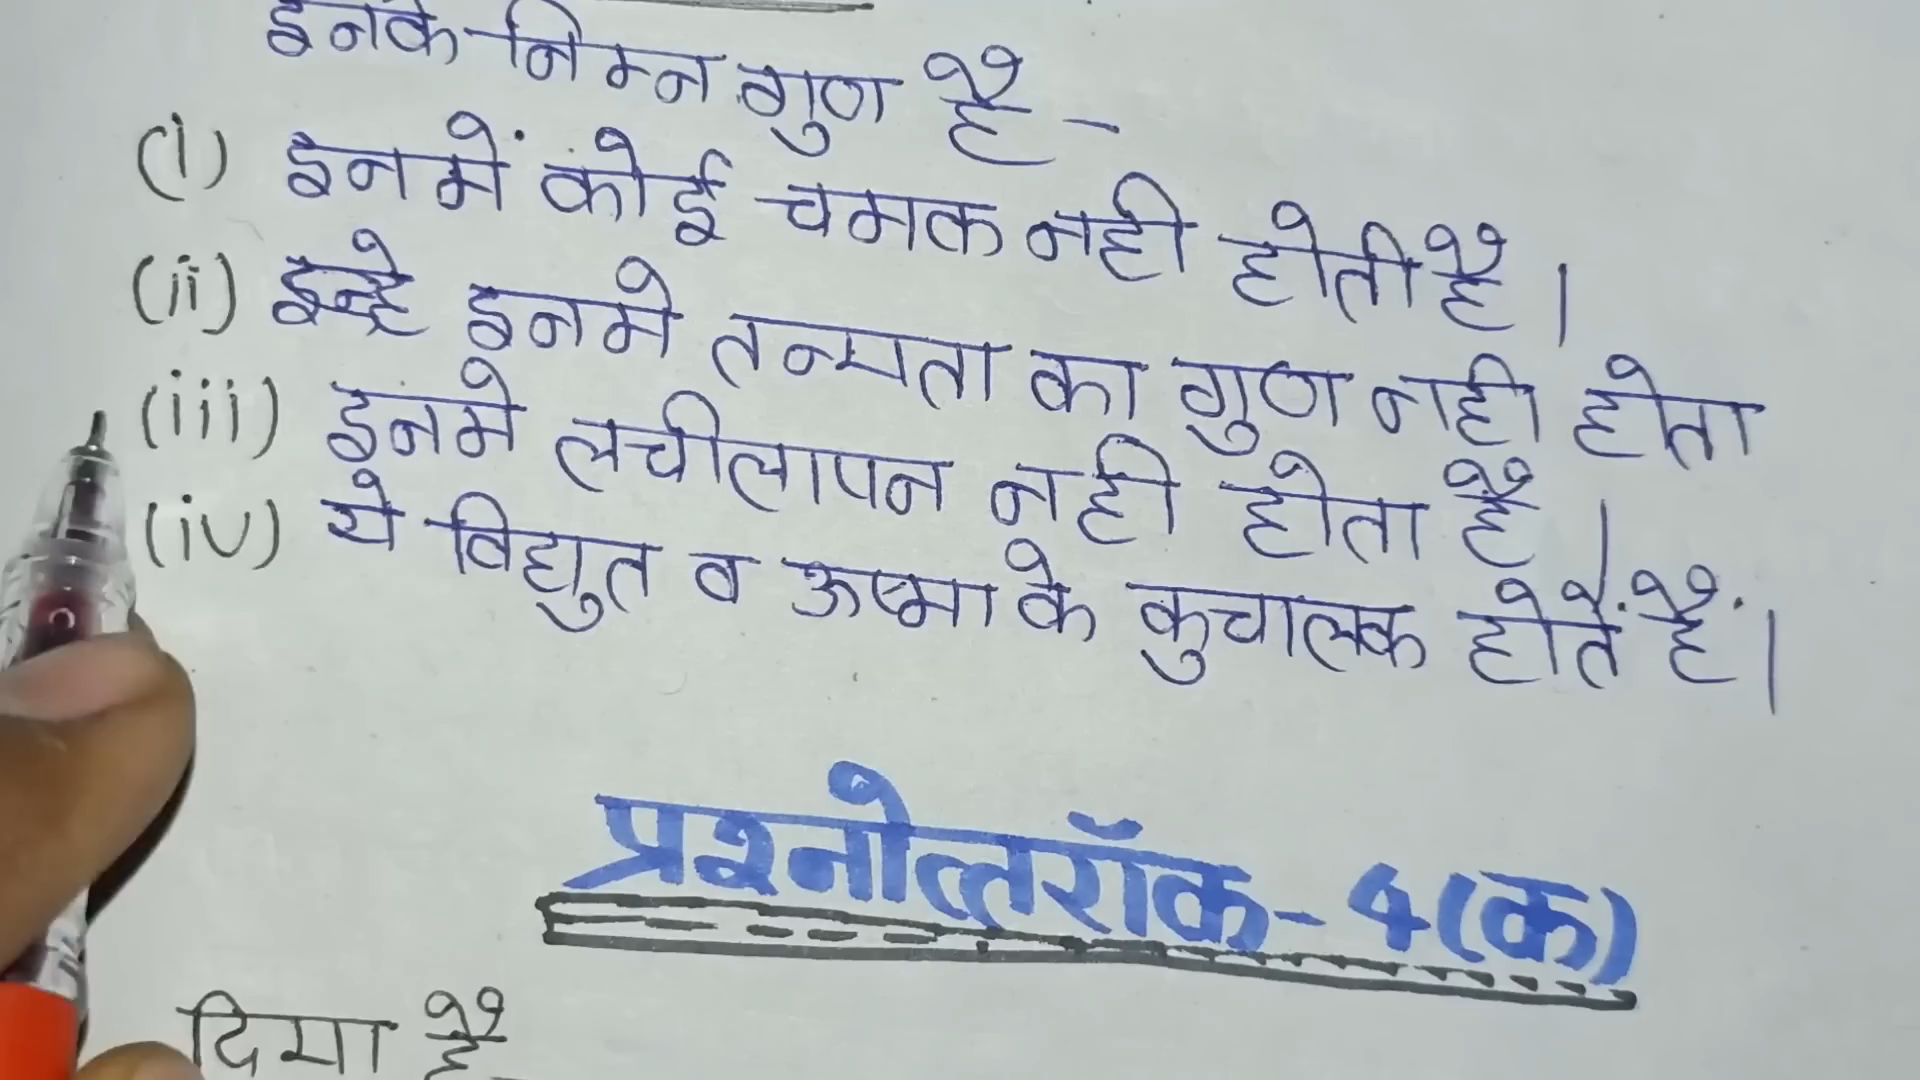 इनके निम्न गुण है -
(i) इनमें कोई चमक नही होती है।
(ii) इनमे तन्यता का गुण नही होता
(iii) इनमे लचीलापन नही होता है।
(iv) ये विद्युत व ऊष्मा के कुचालक होतें हैं।
प्रश्नोत्तरॉक - 4 (क)
दिया है